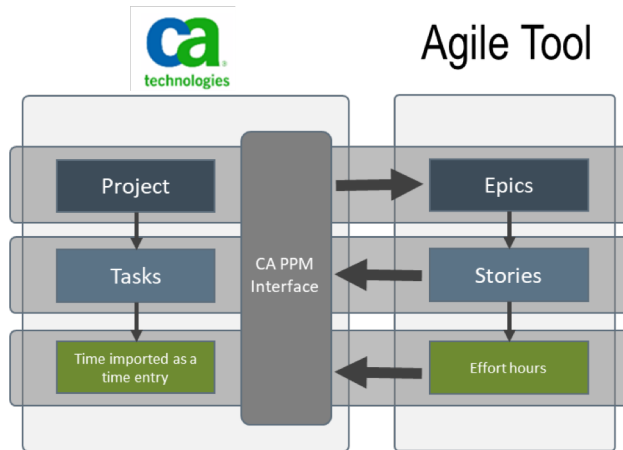 ca
technologies
Agile Tool
Project
Epics
Tasks
CA PPM
Interface
Stories
Time imported as a
time entry
Effort hours